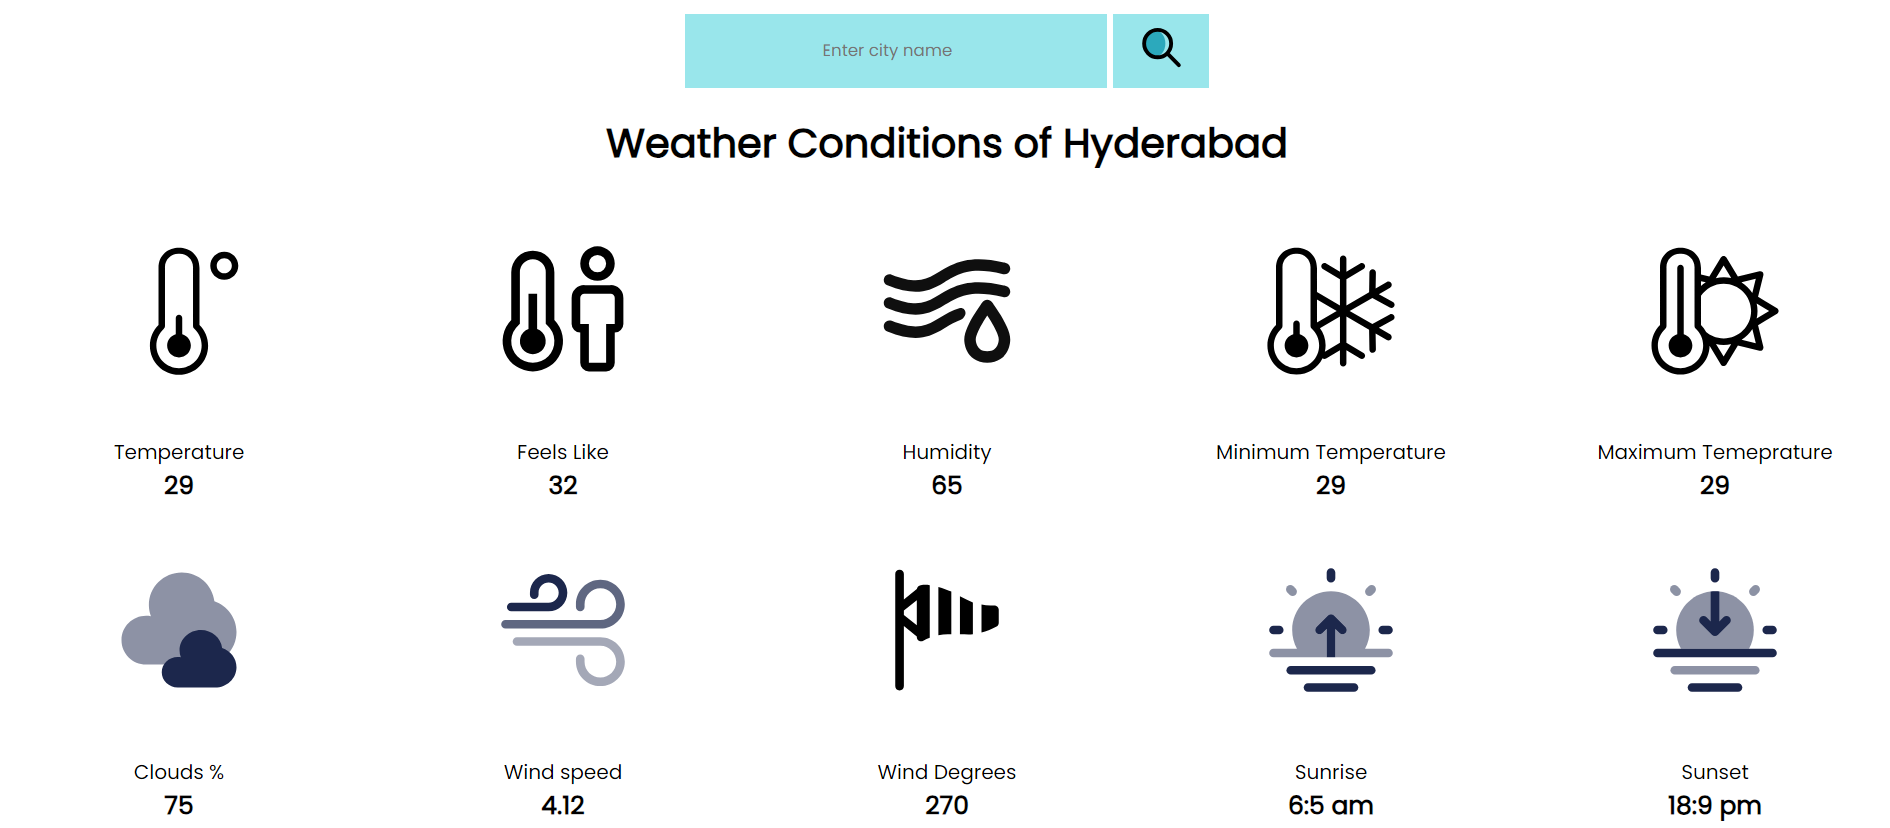 Enter city name
Weather Conditions of Hyderabad
Temperature
29
Feels Like
32
Humidity
65
Minimum Temperature
29
Maximum Temeprature
29
Clouds %
75
Wind speed
4.12
Wind Degrees
270
Sunrise
6:5 am
Sunset
18:9 pm